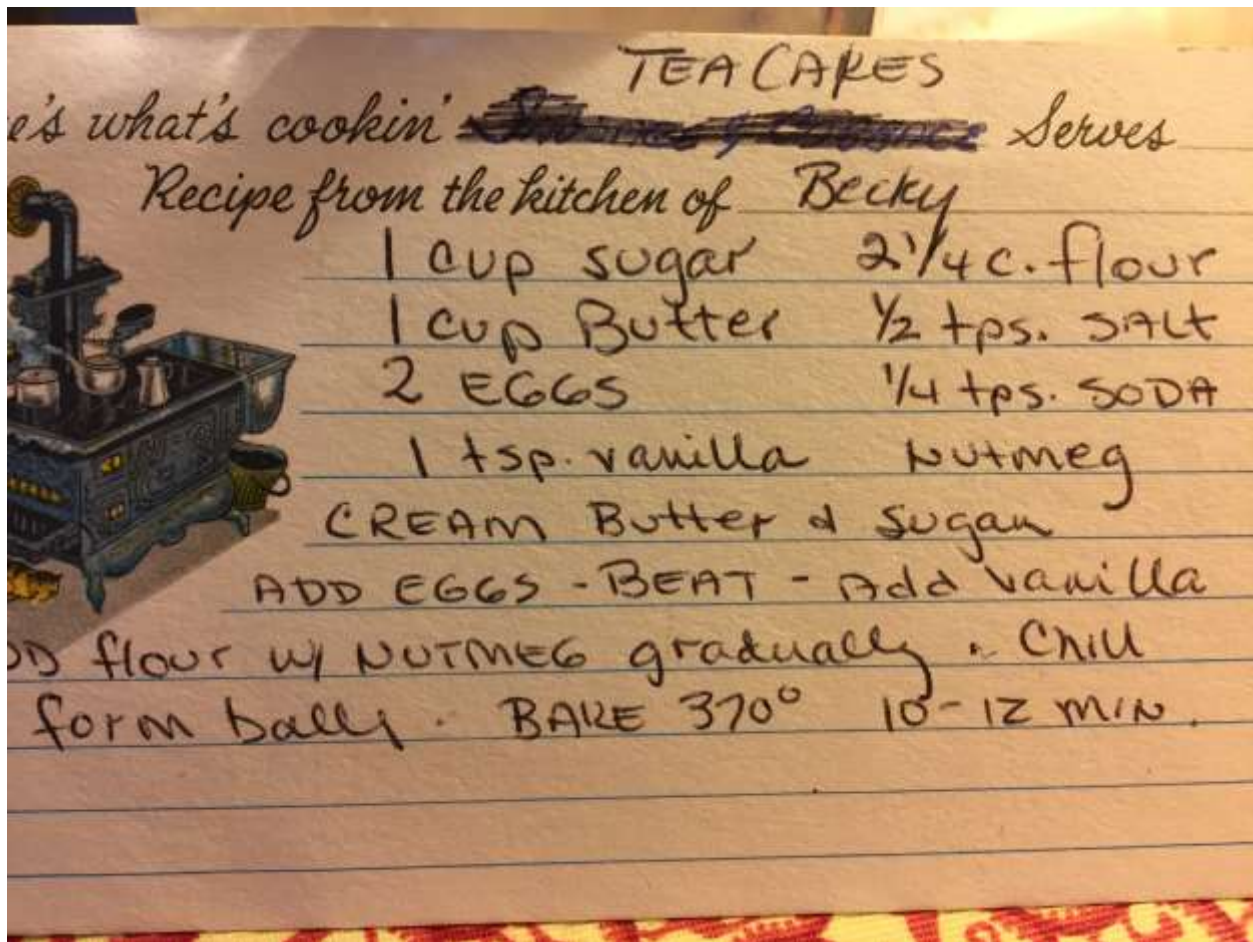 TEA CAKES
e's what's cookin' Serves
Recipe from the kitchen of Becky
1 cup sugar 2 1/4 c. flour
1 cup Butter 1/2 tps. SALT
2 EGGS 1/4 tps. SODA
1 tsp. vanilla Nutmeg
CREAM Butter & Sugar
ADD EGGS - BEAT - Add vanilla
DD flour w/ NUTMEG gradually. Chill
form balls. BAKE 370° 10-12 MIN.